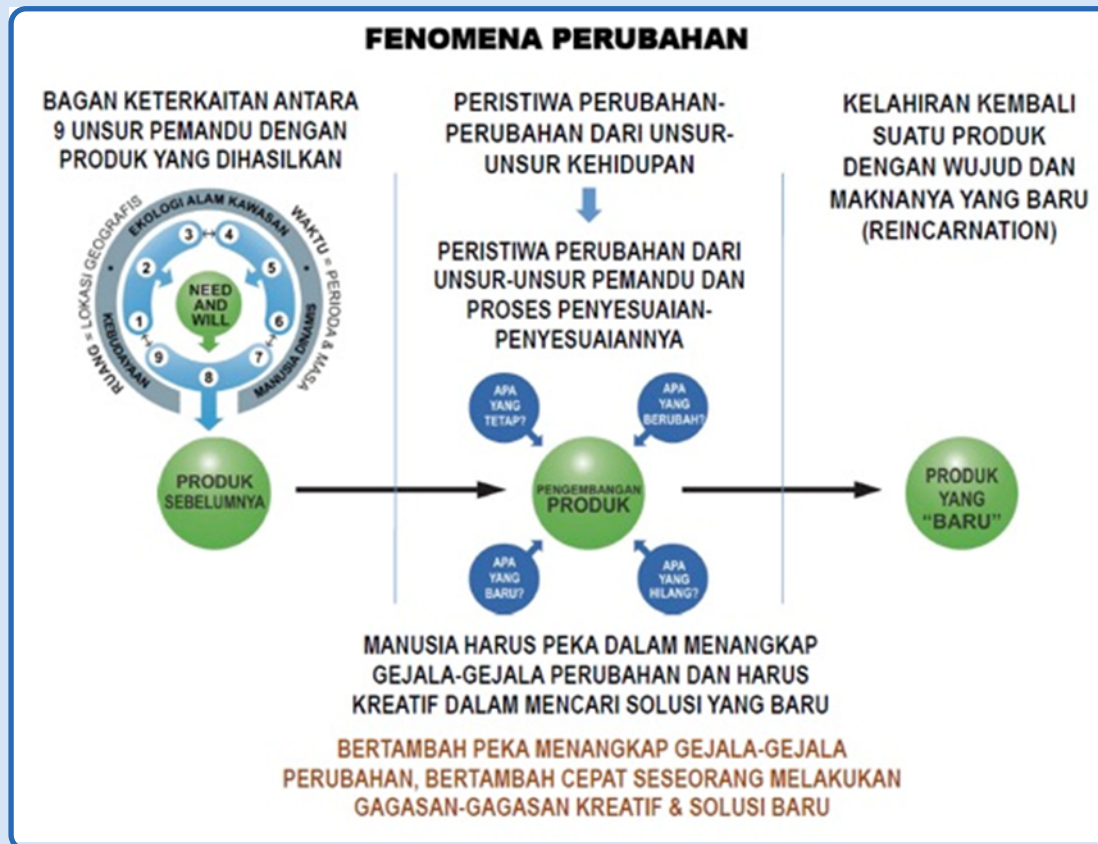 FENOMENA PERUBAHAN
BAGAN KETERKAITAN ANTARA
9 UNSUR PEMANDU DENGAN
PRODUK YANG DIHASILKAN
RUANG = LOKASI GEOGRAFIS
EKOLOGI ALAM KAWASAN
WAKTU = PERIODA & MASA
KEBUDAYAAN
MANUSIA DINAMIS
1
2
3
4
5
6
7
8
9
NEED
AND
WILL
PRODUK
SEBELUMNYA
PERISTIWA PERUBAHAN-
PERUBAHAN DARI UNSUR-
UNSUR KEHIDUPAN
PERISTIWA PERUBAHAN DARI
UNSUR-UNSUR PEMANDU DAN
PROSES PENYESUAIAN-
PENYESUAIANNYA
APA
YANG
TETAP?
APA
YANG
BERUBAH?
PENGEMBANGAN
PRODUK
APA
YANG
BARU?
APA
YANG
HILANG?
KELAHIRAN KEMBALI
SUATU PRODUK
DENGAN WUJUD DAN
MAKNANYA YANG BARU
(REINCARNATION)
PRODUK
YANG
"BARU"
MANUSIA HARUS PEKA DALAM MENANGKAP
GEJALA-GEJALA PERUBAHAN DAN HARUS
KREATIF DALAM MENCARI SOLUSI YANG BARU
BERTAMBAH PEKA MENANGKAP GEJALA-GEJALA
PERUBAHAN, BERTAMBAH CEPAT SESEORANG MELAKUKAN
GAGASAN-GAGASAN KREATIF & SOLUSI BARU